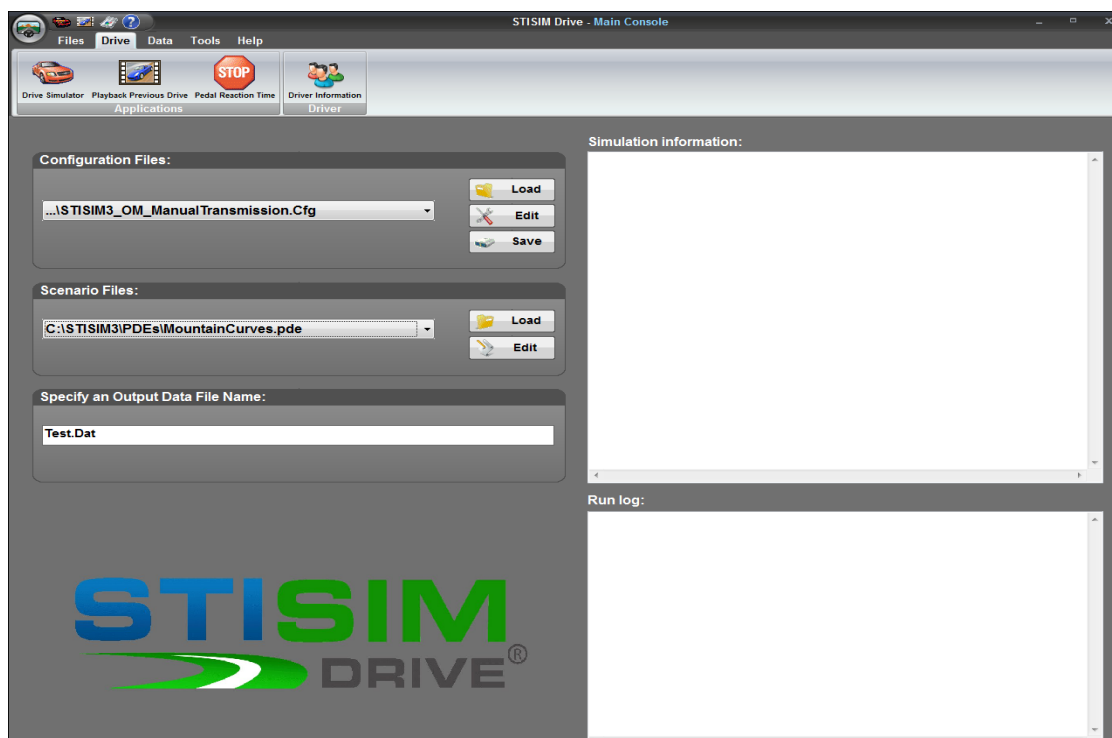 STISIM Drive - Main Console
Files Drive Data Tools Help
STOP
Drive Simulator Playback Previous Drive Pedal Reaction Time Driver Information
Applications Driver
Simulation information:
Configuration Files:
Load
...\STISIM3_OM_ManualTransmission.Cfg
Edit
Save
Scenario Files:
Load
C:\STISIM3\PDEs\MountainCurves.pde
Edit
Specify an Output Data File Name:
Test.Dat
Run log:
STISIM
DRIVE®